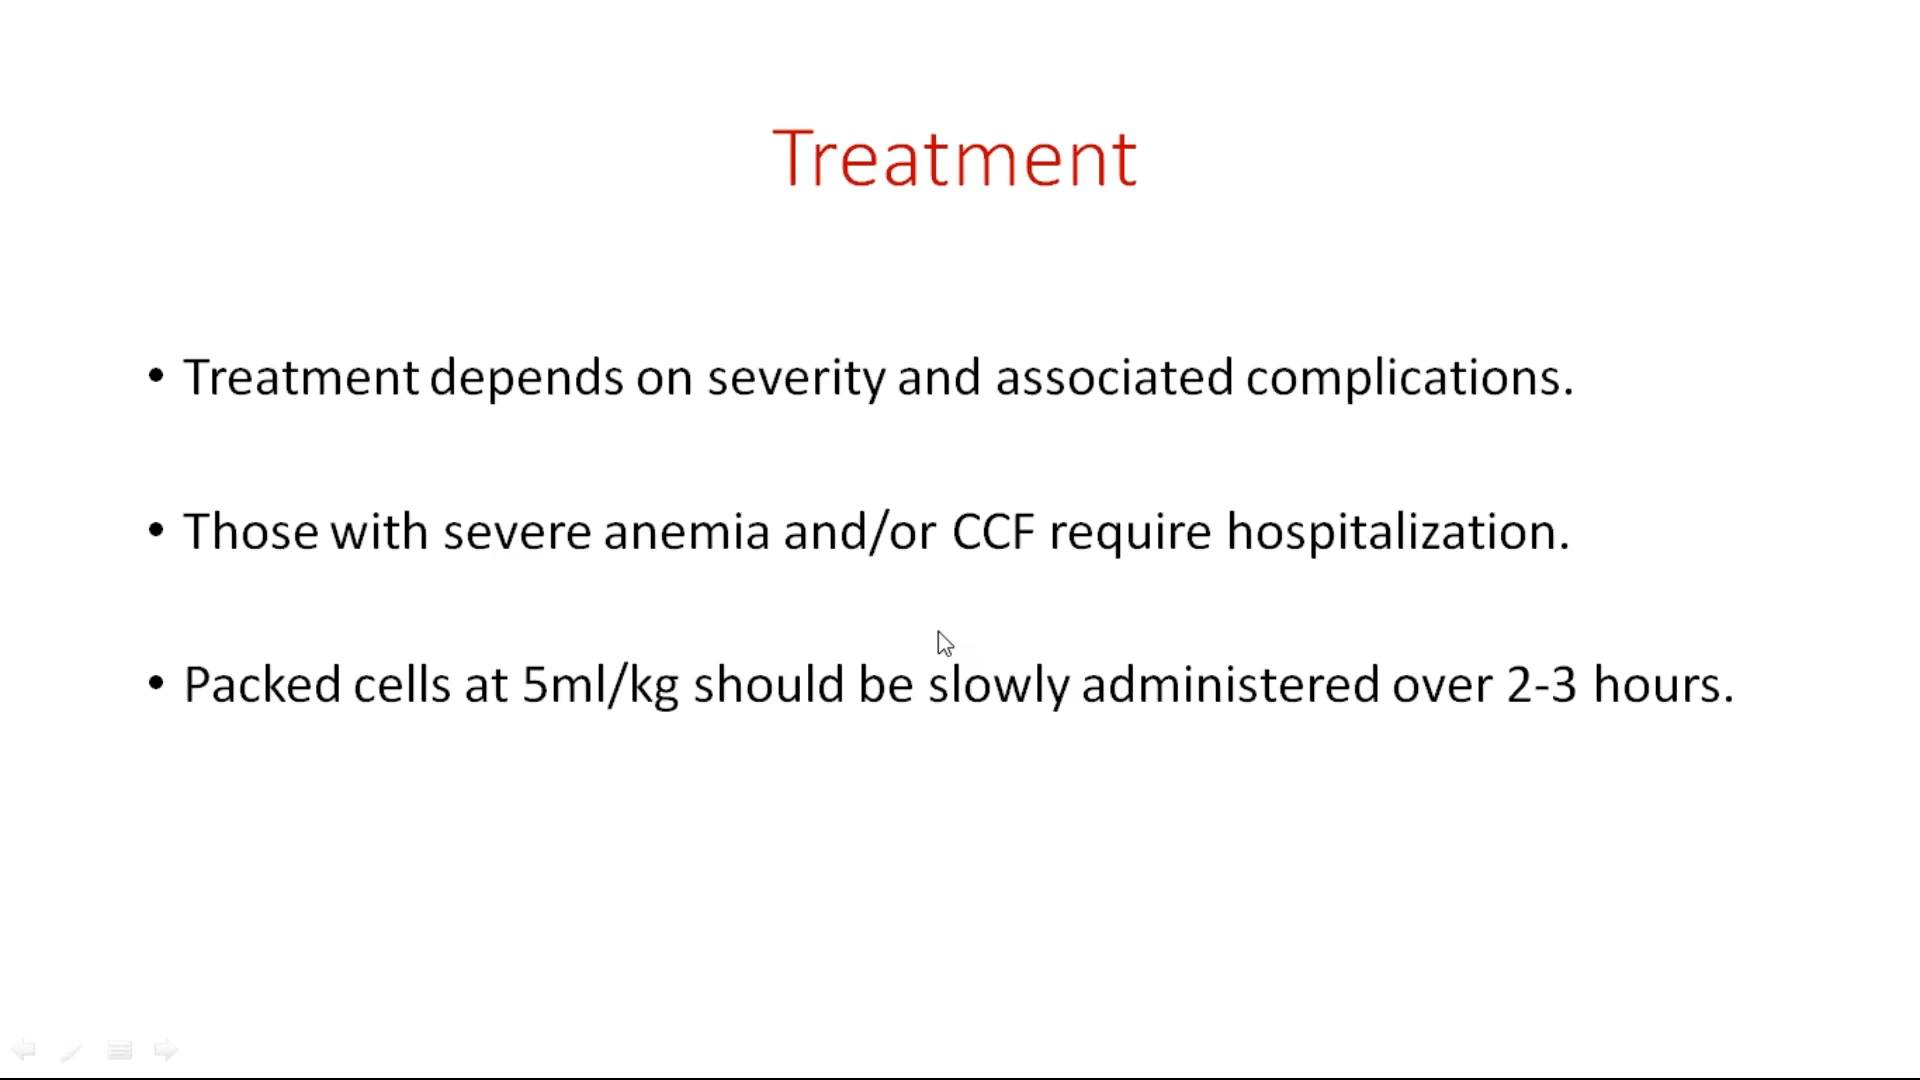 Treatment
• Treatment depends on severity and associated complications.
• Those with severe anemia and/or CCF require hospitalization.
• Packed cells at 5ml/kg should be slowly administered over 2-3 hours.